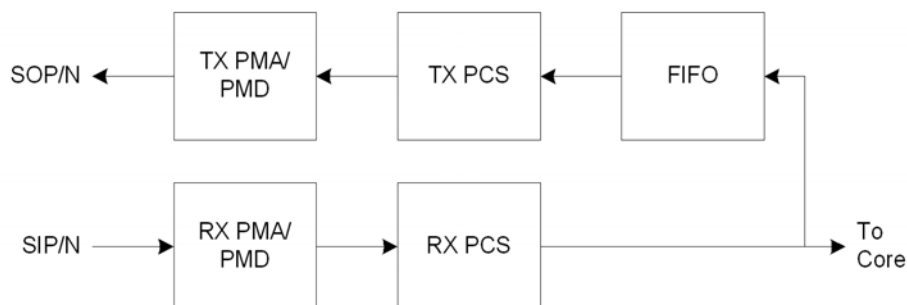 SOP/N
TX PMA/
PMD
TX PCS
FIFO
SIP/N
RX PMA/
PMD
RX PCS
To
Core